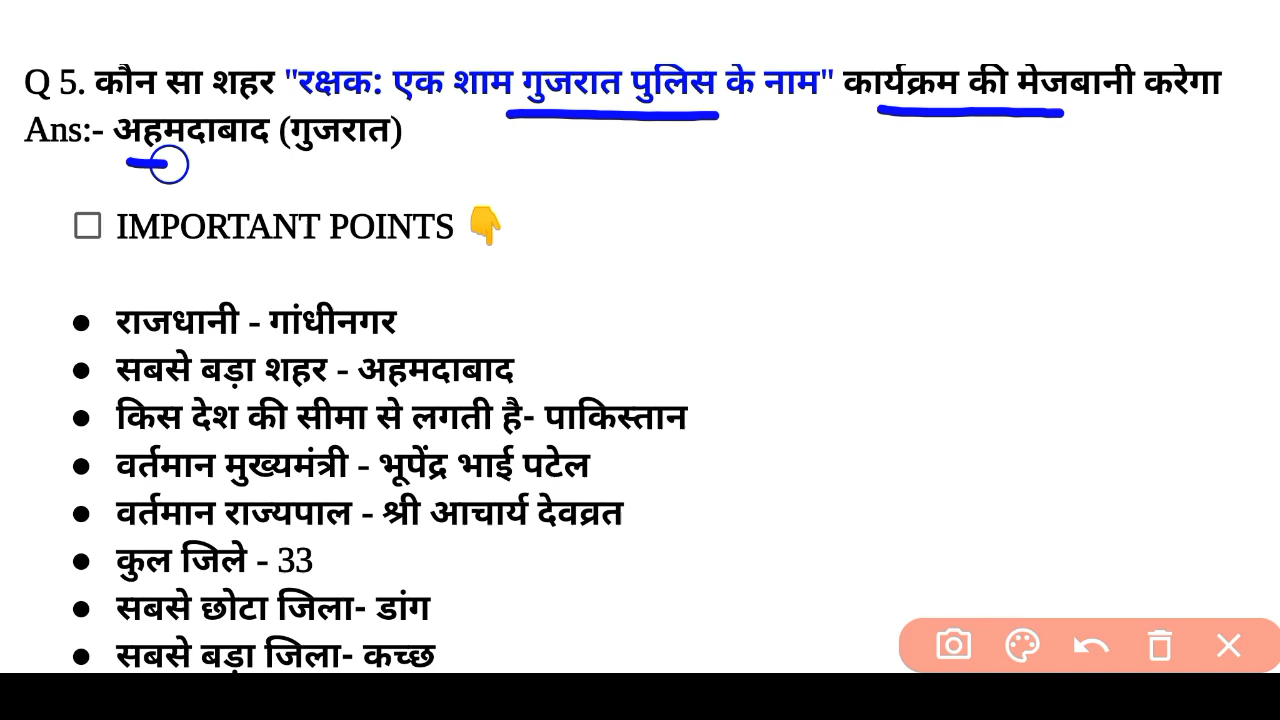 Q 5. कौन सा शहर "रक्षक: एक शाम गुजरात पुलिस के नाम" कार्यक्रम की मेजबानी करेगा
Ans:- अहमदाबाद (गुजरात)
IMPORTANT POINTS 👇
● राजधानी - गांधीनगर
● सबसे बड़ा शहर - अहमदाबाद
● किस देश की सीमा से लगती है- पाकिस्तान
● वर्तमान मुख्यमंत्री - भूपेंद्र भाई पटेल
● वर्तमान राज्यपाल - श्री आचार्य देवव्रत
● कुल जिले - 33
● सबसे छोटा जिला- डांग
● सबसे बड़ा जिला- कच्छ